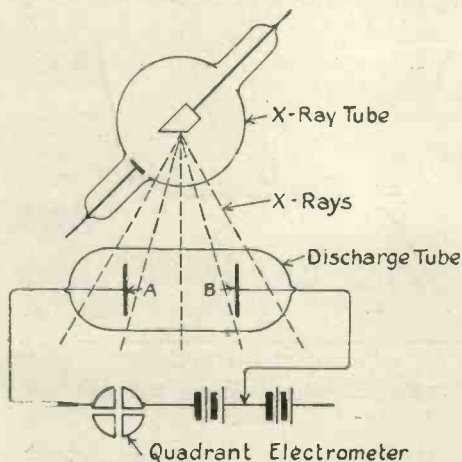 X-Ray Tube
X-Rays
Discharge Tube
A
B
Quadrant Electrometer